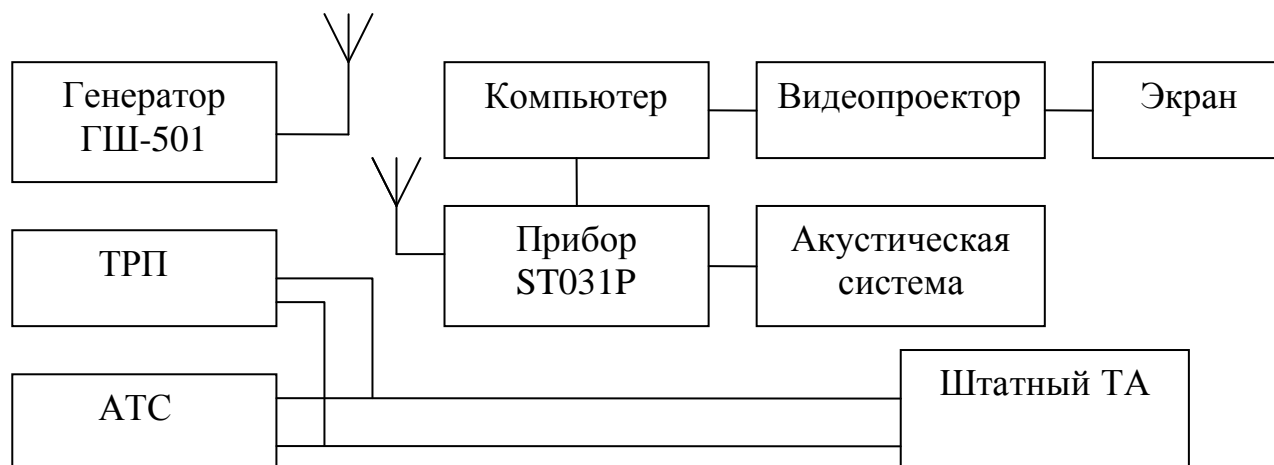 Генератор
ГШ-501
Компьютер
Видеопроектор
Экран
ТРП
Прибор
ST031P
Акустическая
система
АТС
Штатный ТА